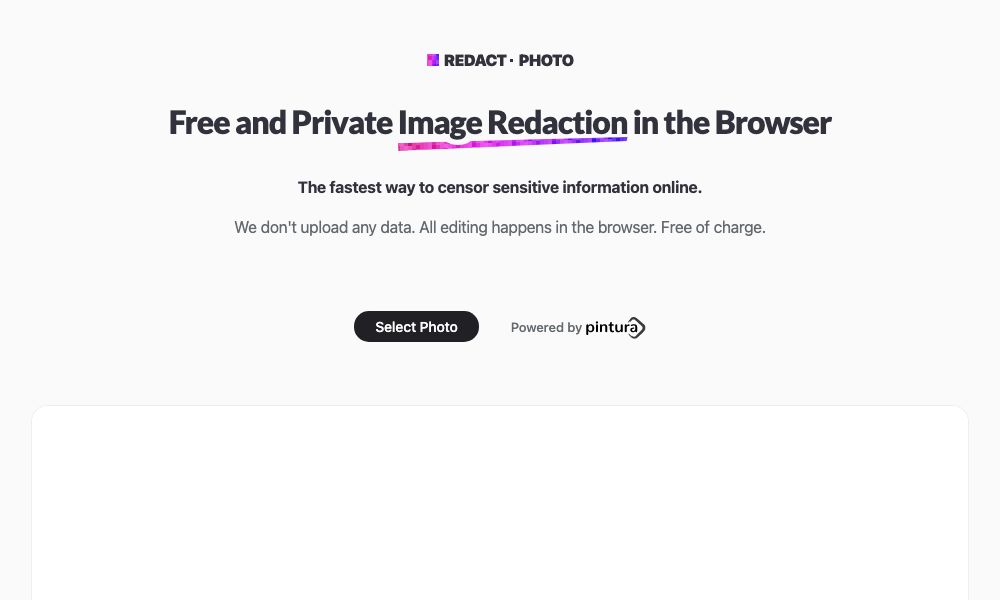 REDACT · PHOTO
Free and Private Image Redaction in the Browser
The fastest way to censor sensitive information online.
We don't upload any data. All editing happens in the browser. Free of charge.
Select Photo
Powered by pintura